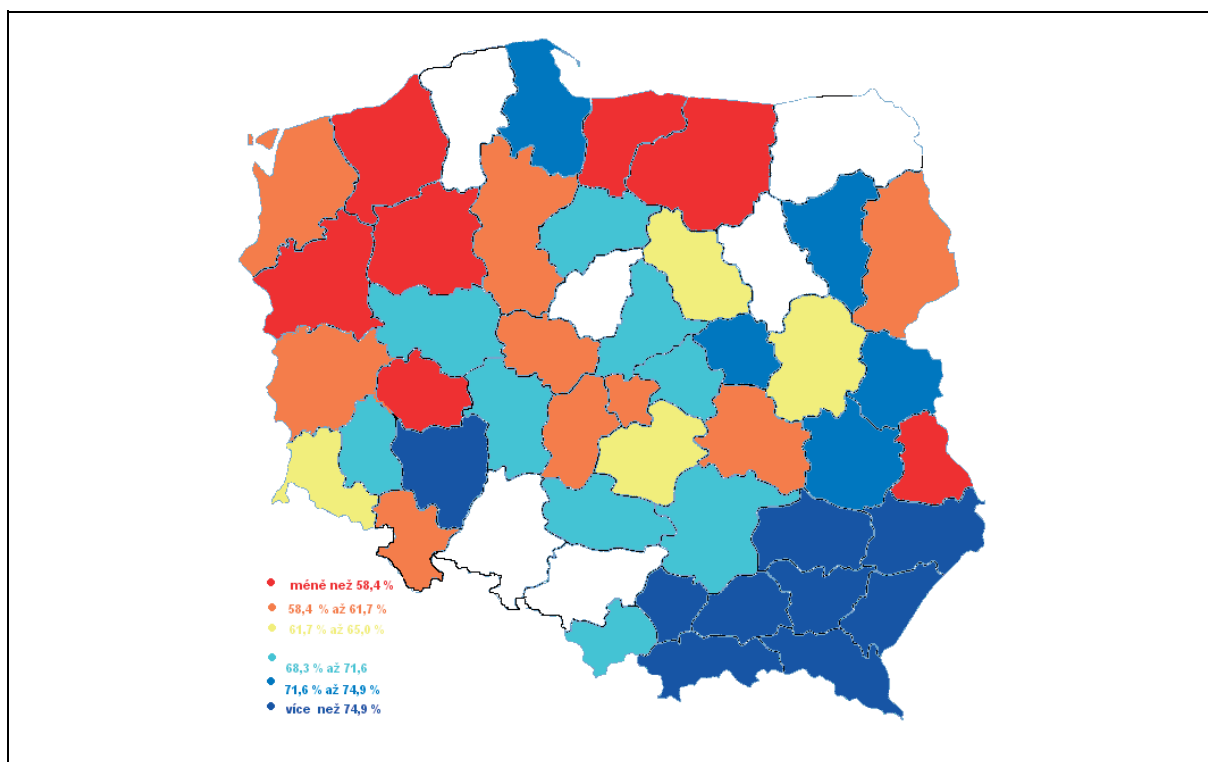 méně než 58,4 %
58,4 % až 61,7 %
61,7 % až 65,0 %
68,3 % až 71,6
71,6 % až 74,9 %
více než 74,9 %